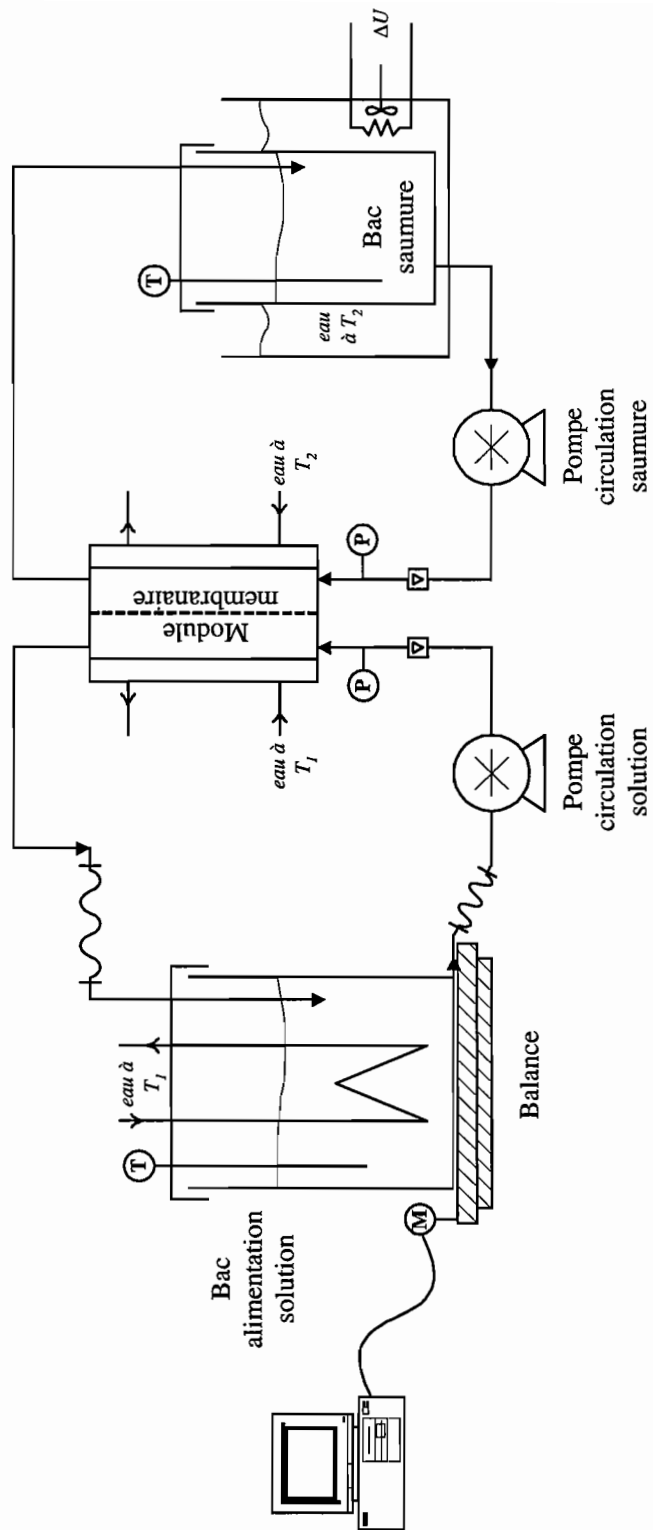 Bac
alimentation
solution
T
eau à
T1
M
Balance
Pompe
circulation
solution
P
eau à
T1
Module
membranaire
eau à
T2
P
Pompe
circulation
saumure
T
eau
à T2
Bac
saumure
ΔU